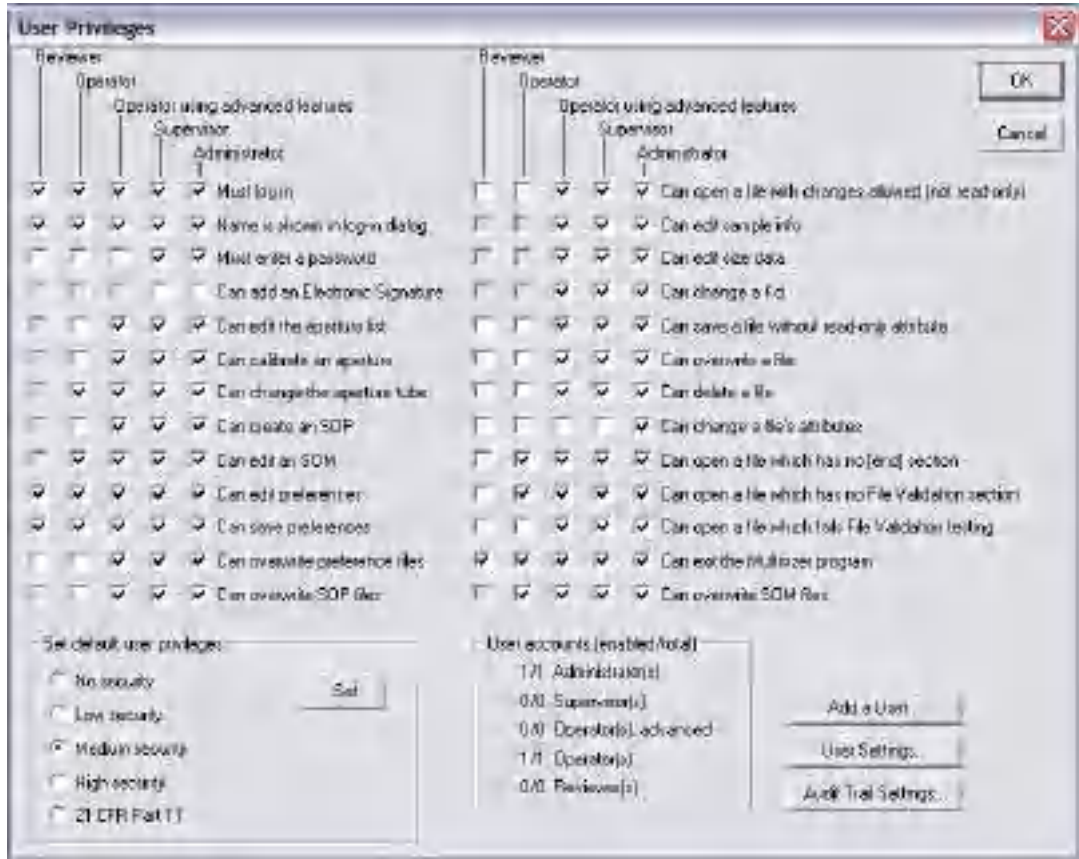 User Privileges
Reviewer
Operator
Operator using advanced features
Supervisor
Administrator
Must log in
Name is shown in log-in dialog
Must enter a password
Can add an Electronic Signature
Can edit the aperture list
Can calibrate an aperture
Can change the aperture tube
Can create an SOP
Can edit an SOM
Can edit preferences
Can save preferences
Can overwrite preference files
Can overwrite SOP files
Reviewer
Operator
Operator using advanced features
Supervisor
Administrator
Can open a file with changes allowed (not read-only)
Can edit sample info
Can edit size data
Can change a Kd
Can save a file without read-only attribute
Can overwrite a file
Can delete a file
Can change a file's attributes
Can open a file which has no [end] section
Can open a file which has no File Validation section
Can open a file which fails File Validation testing
Can exit the Multisizer program
Can overwrite SOM files
OK
Cancel
Set default user privileges
No security
Low security
Medium security
High security
21 CFR Part 11
Set
User accounts (enabled/total)
1/1 Administrator(s)
0/0 Supervisor(s)
0/0 Operator(s), advanced
1/1 Operator(s)
0/0 Reviewer(s)
Add a User
User Settings...
Audit Trail Settings...